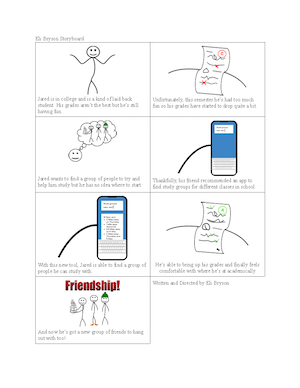 Eli Bryson Storyboard
Jared is in college and is a kind of laid back
student. His grades aren't the best but he's still
having fun
Unfortunately, this semester he's had too much
fun so his grades have started to drop quite a bit
Jared wants to find a group of people to try and
help him study but he has no idea where to start.
Thankfully, his friend recommended an app to
find study groups for different classes in school
With this new tool, Jared is able to find a group of
people he can study with.
He's able to bring up his grades and finally feels
comfortable with where he's at academically
Friendship!
And now he's got a new group of friends to hang
out with too!
Written and Directed by Eli Bryson